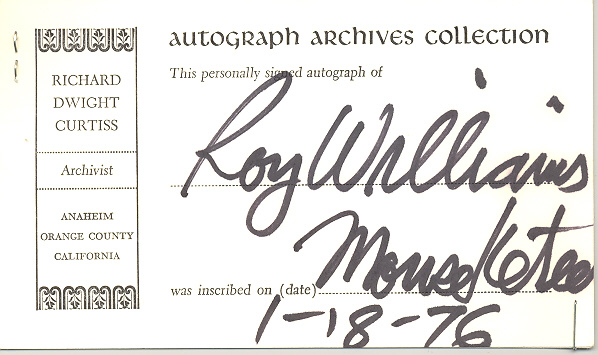 RICHARD
DWIGHT
CURTISS
Archivist
ANAHEIM
ORANGE COUNTY
CALIFORNIA
autograph archives collection
This personally signed autograph of
Roy Williams
MouseKetee
was inscribed on (date)
1-18-76